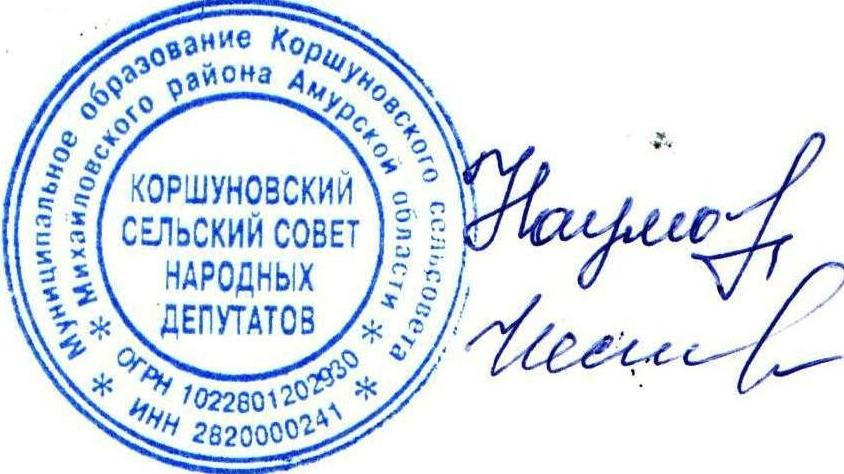 Муниципальное образование Коршуновского сельсовета
Михайловского района Амурской области
КОРШУНОВСКИЙ
СЕЛЬСКИЙ СОВЕТ
НАРОДНЫХ
ДЕПУТАТОВ
ОГРН 1022801202930
ИНН 2820000241